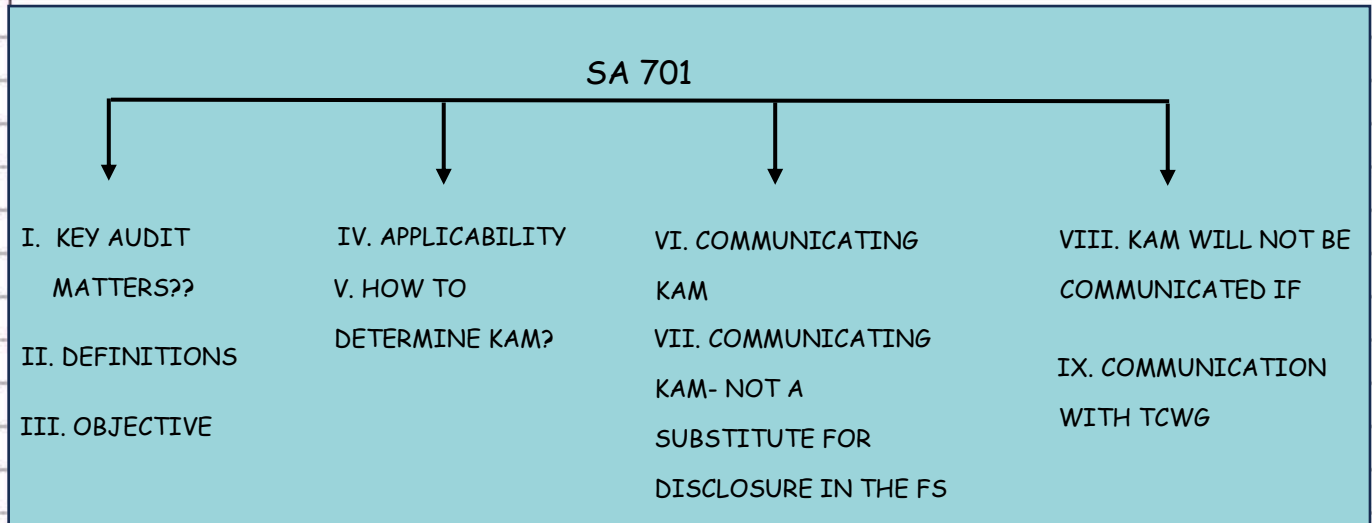 SA 701
I. KEY AUDIT
MATTERS??
II. DEFINITIONS
III. OBJECTIVE
IV. APPLICABILITY
V. HOW TO
DETERMINE KAM?
VI. COMMUNICATING
KAM
VII. COMMUNICATING
KAM- NOT A
SUBSTITUTE FOR
DISCLOSURE IN THE FS
VIII. KAM WILL NOT BE
COMMUNICATED IF
IX. COMMUNICATION
WITH TCWG